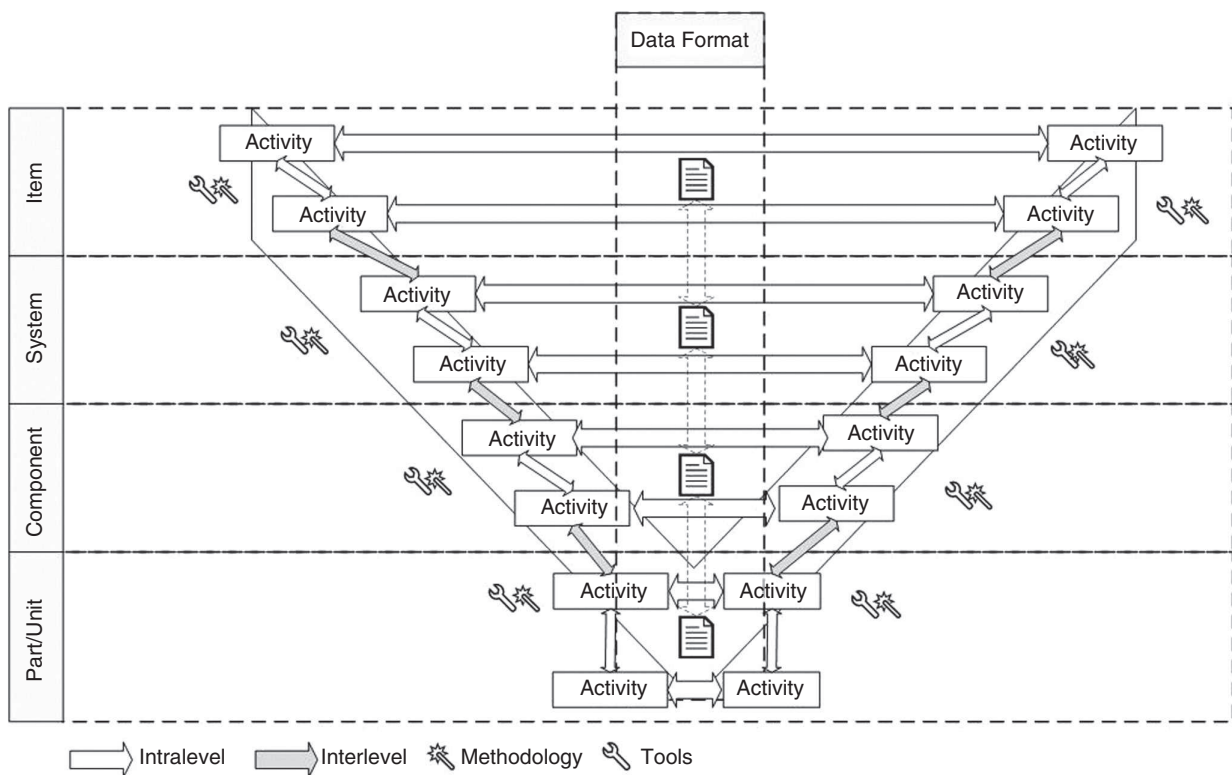 Data Format
Item
Activity
Activity
Activity
Activity
System
Activity
Activity
Activity
Activity
Component
Activity
Activity
Activity
Activity
Part/Unit
Activity
Activity
Activity
Activity
Intralevel
Interlevel
Methodology
Tools